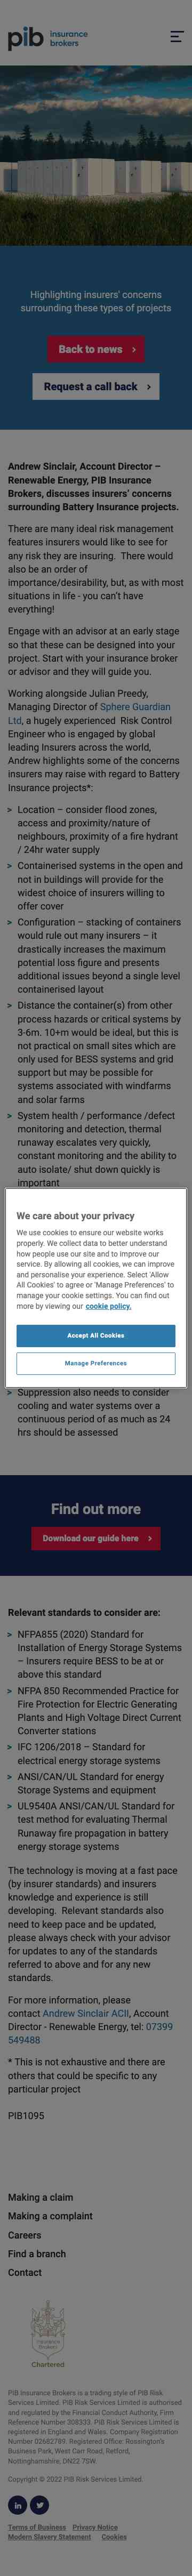 pib insurance
brokers
Highlighting insurers' concerns
surrounding these types of projects
Back to news
Request a call back
Andrew Sinclair, Account Director –
Renewable Energy, PIB Insurance
Brokers, discusses insurers' concerns
surrounding Battery Insurance projects.
There are many ideal risk management
features insurers would like to see for
any risk they are insuring. There would
also be an order of
importance/desirability, but, as with most
situations in life - you can't have
everything!
Engage with an advisor at an early stage
so that these can be designed into your
project. Start with your insurance broker
or advisor and they will guide you.
Working alongside Julian Preedy,
Managing Director of Sphere Guardian
Ltd, a hugely experienced Risk Control
Engineer who is engaged by global
leading Insurers across the world,
Andrew highlights some of the concerns
insurers may raise with regard to Battery
Insurance projects*:
Location – consider flood zones,
access and proximity/nature of
neighbours, proximity of a fire hydrant
/ 24hr water supply
Containerised systems in the open and
not in buildings will provide for the
widest choice of insurers willing to
offer cover
Configuration – stacking of containers
would rule out many insurers – it
drastically increases the maximum
potential loss figure and presents
additional issues beyond a single level
containerised layout
Distance the container(s) from other
process hazards or critical systems by
3-6m. 10+m would be ideal, but this is
not practical on small sites which are
only used for BESS systems and grid
support but may be possible for
systems associated with windfarms
and solar farms
System health / performance /defect
monitoring and detection, thermal
runaway escalates very quickly,
constant monitoring and the ability to
auto isolate/ shut down quickly is
important
We care about your privacy
We use cookies to ensure our website works
properly. We collect data to better understand
how people use our site and to improve our
service. By allowing all cookies, we can improve
and personalise your experience. Select 'Allow
All Cookies' to agree or 'Manage Preferences' to
manage your cookie settings. You can find out
more by viewing our cookie policy.
Accept All Cookies
Manage Preferences
Suppression also needs to consider
cooling and water systems over a
continuous period of as much as 24
hrs should be assessed
Find out more
Download our guide here
Relevant standards to consider are:
NFPA855 (2020) Standard for
Installation of Energy Storage Systems
– Insurers require BESS to be at or
above this standard
NFPA 850 Recommended Practice for
Fire Protection for Electric Generating
Plants and High Voltage Direct Current
Converter stations
IFC 1206/2018 – Standard for
electrical energy storage systems
ANSI/CAN/UL Standard for energy
Storage Systems and equipment
UL9540A ANSI/CAN/UL Standard for
test method for evaluating Thermal
Runaway fire propagation in battery
energy storage systems
The technology is moving at a fast pace
(by insurer standards) and insurers
knowledge and experience is still
developing. Relevant standards also
need to keep pace and be updated,
please always check with your advisor
for updates to any of the standards
referred to above and for any new
standards.
For more information, please
contact Andrew Sinclair ACII, Account
Director - Renewable Energy, tel: 07399
549488
* This is not exhaustive and there are
others that could be specific to any
particular project
PIB1095
Making a claim
Making a complaint
Careers
Find a branch
Contact
Insurance
Brokers
Chartered
PIB Insurance Brokers is a trading style of PIB Risk
Services Limited. PIB Risk Services Limited is authorised
and regulated by the Financial Conduct Authority, Firm
Reference Number 308333. PIB Risk Services Limited is
registered in England and Wales. Company Registration
Number 02682789. Registered Office: Rossington's
Business Park, West Carr Road, Retford,
Nottinghamshire, DN22 7SW.
Copyright © 2022 PIB Risk Services Limited.
Terms of Business Privacy Notice
Modern Slavery Statement Cookies